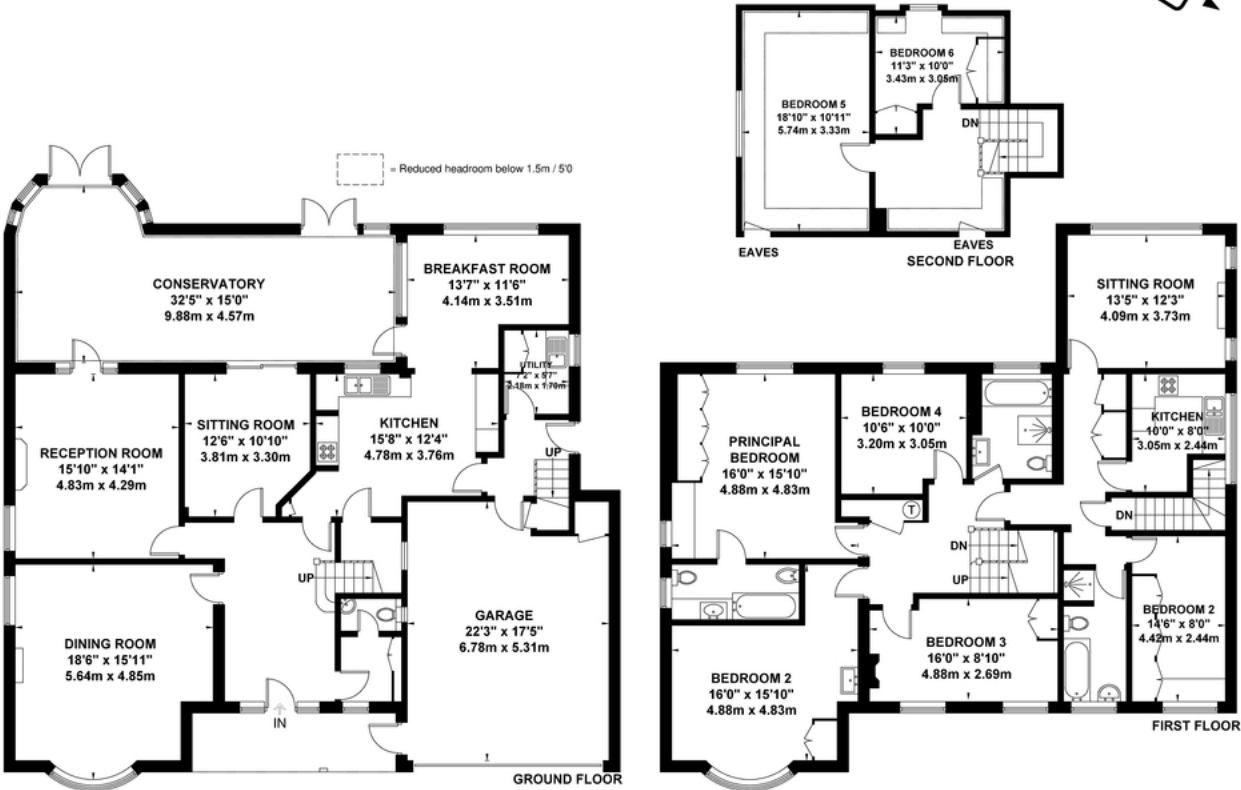 BEDROOM 6
11'3" x 10'0"
3.43m x 3.05m
BEDROOM 5
18'10" x 10'11"
5.74m x 3.33m
DN
EAVES
EAVES
SECOND FLOOR
= Reduced headroom below 1.5m / 5'0
CONSERVATORY
32'5" x 15'0"
9.88m x 4.57m
BREAKFAST ROOM
13'7" x 11'6"
4.14m x 3.51m
UTILITY
7'2" x 5'7"
2.18m x 1.70m
SITTING ROOM
12'6" x 10'10"
3.81m x 3.30m
KITCHEN
15'8" x 12'4"
4.78m x 3.76m
RECEPTION ROOM
15'10" x 14'1"
4.83m x 4.29m
UP
UP
GARAGE
22'3" x 17'5"
6.78m x 5.31m
DINING ROOM
18'6" x 15'11"
5.64m x 4.85m
IN
GROUND FLOOR
SITTING ROOM
13'5" x 12'3"
4.09m x 3.73m
KITCHEN
10'0" x 8'0"
3.05m x 2.44m
BEDROOM 4
10'6" x 10'0"
3.20m x 3.05m
PRINCIPAL
BEDROOM
16'0" x 15'10"
4.88m x 4.83m
T
DN
DN
UP
BEDROOM 2
14'6" x 8'0"
4.42m x 2.44m
BEDROOM 3
16'0" x 8'10"
4.88m x 2.69m
BEDROOM 2
16'0" x 15'10"
4.88m x 4.83m
FIRST FLOOR